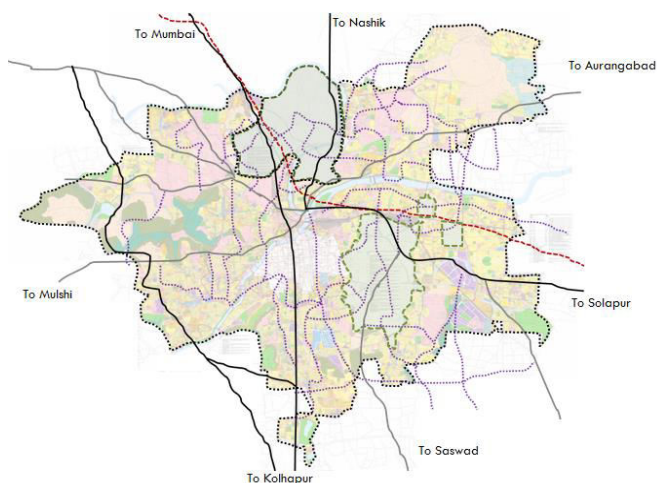 To Nashik
To Mumbai
To Aurangabad
To Mulshi
To Solapur
To Saswad
To Kolhapur